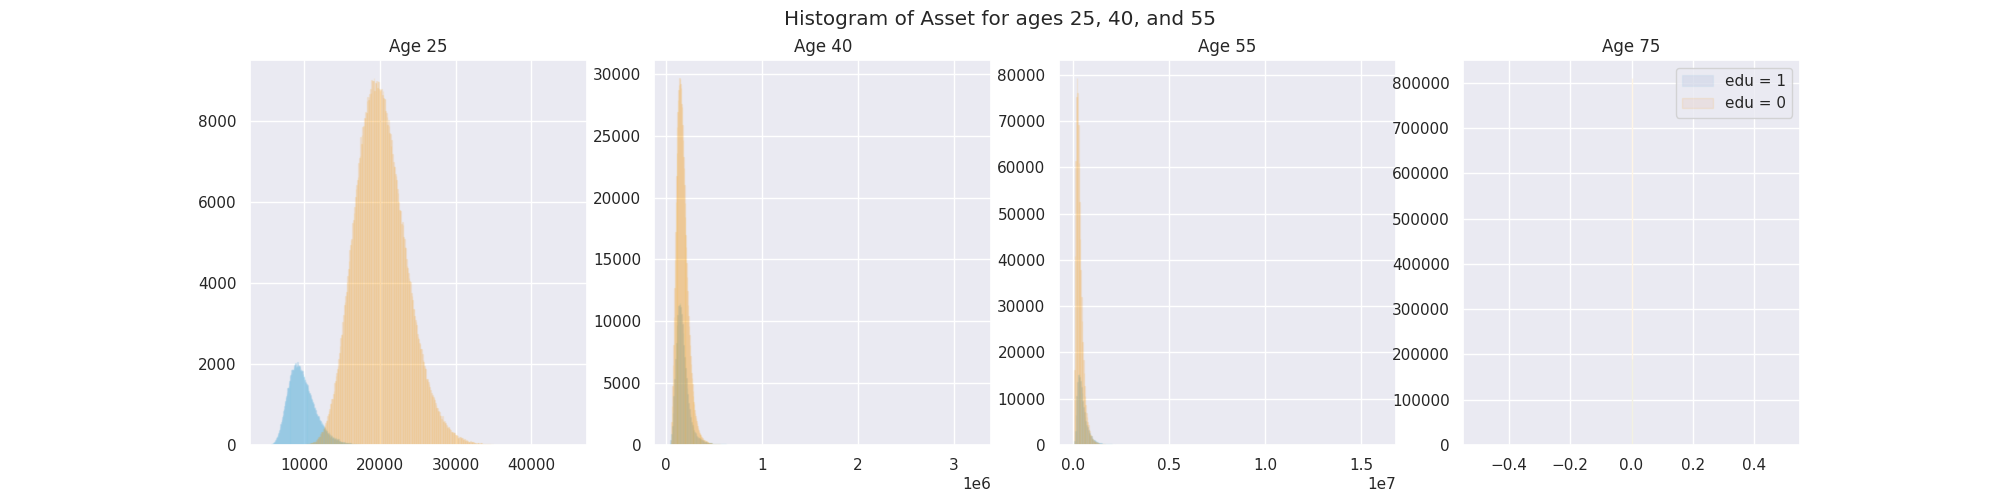 Histogram of Asset for ages 25, 40, and 55
Age 25
8000
6000
4000
2000
0
10000 20000 30000 40000
Age 40
30000
25000
20000
15000
10000
5000
0
0 1 2 3
1e6
Age 55
80000
70000
60000
50000
40000
30000
20000
10000
0
0.0 0.5 1.0 1.5
1e7
Age 75
800000
700000
600000
500000
400000
300000
200000
100000
0
−0.4 −0.2 0.0 0.2 0.4
edu = 1
edu = 0